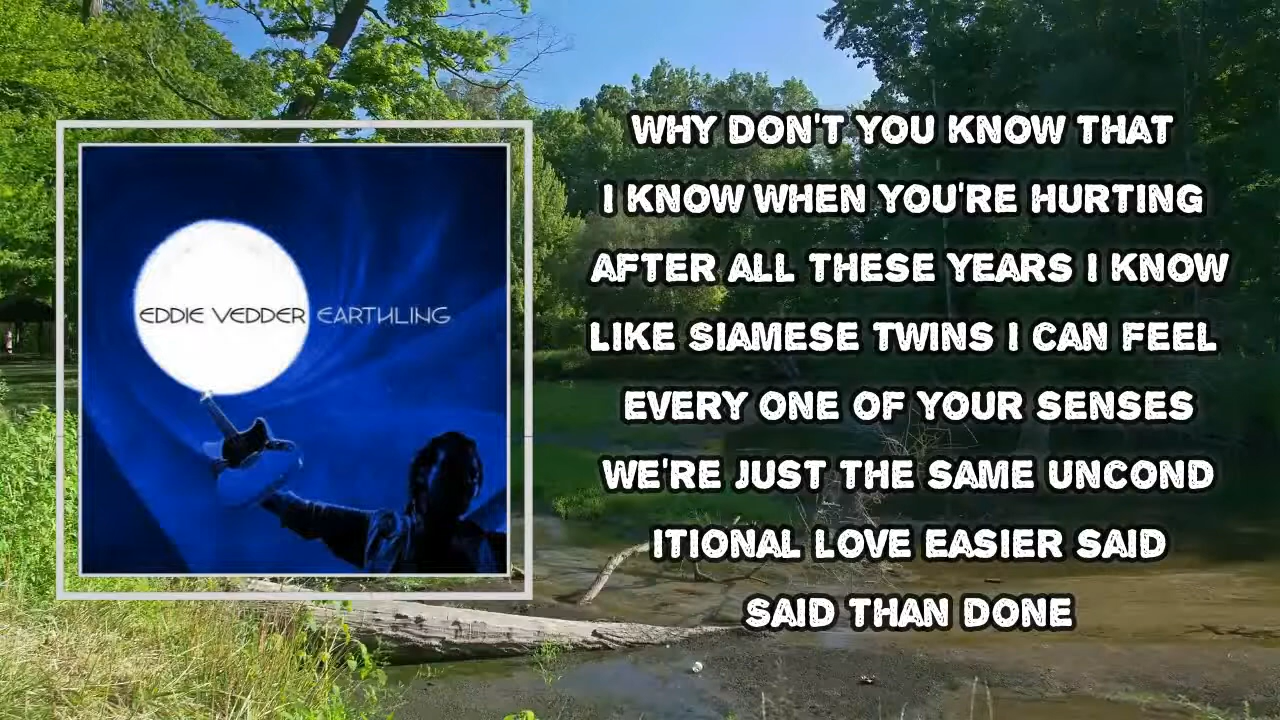 EDDIE VEDDER EARTHLING
WHY DON'T YOU KNOW THAT
I KNOW WHEN YOU'RE HURTING
AFTER ALL THESE YEARS I KNOW
LIKE SIAMESE TWINS I CAN FEEL
EVERY ONE OF YOUR SENSES
WE'RE JUST THE SAME UNCOND
ITIONAL LOVE EASIER SAID
SAID THAN DONE